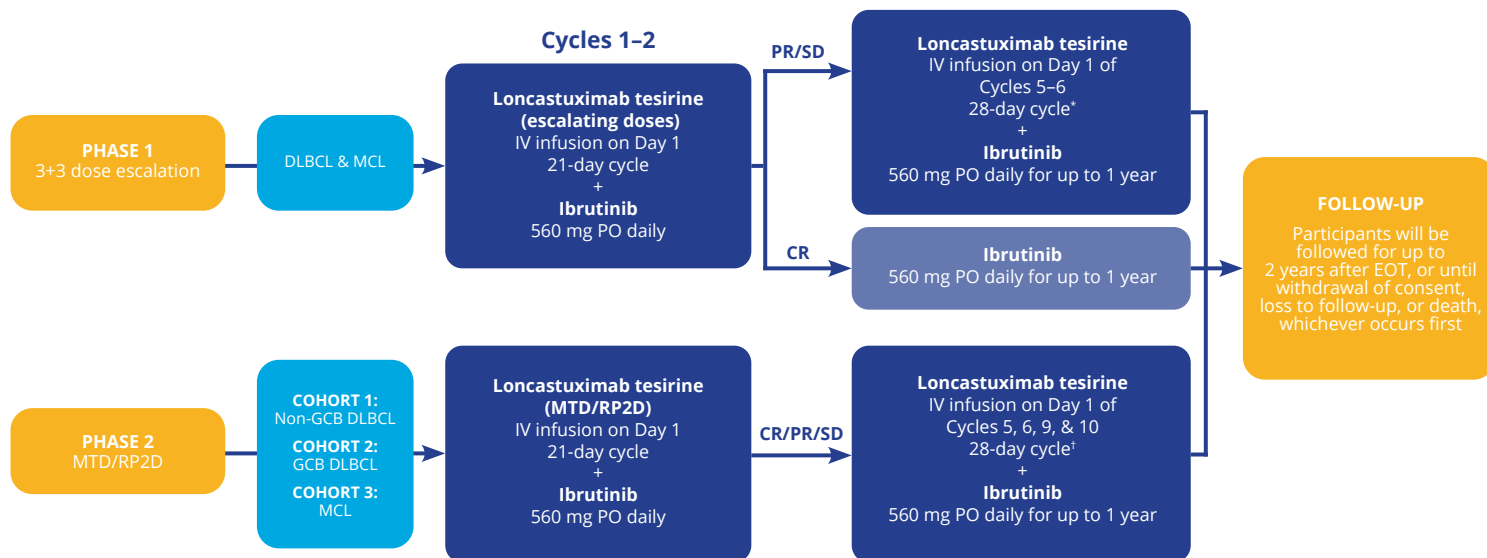 Cycles 1–2
PHASE 1
3+3 dose escalation
DLBCL & MCL
Loncastuximab tesirine
(escalating doses)
IV infusion on Day 1
21-day cycle
+
Ibrutinib
560 mg PO daily
PR/SD
Loncastuximab tesirine
IV infusion on Day 1 of
Cycles 5–6
28-day cycle*
+
Ibrutinib
560 mg PO daily for up to 1 year
CR
Ibrutinib
560 mg PO daily for up to 1 year
FOLLOW-UP
Participants will be
followed for up to
2 years after EOT, or until
withdrawal of consent,
loss to follow-up, or death,
whichever occurs first
PHASE 2
MTD/RP2D
COHORT 1:
Non-GCB DLBCL
COHORT 2:
GCB DLBCL
COHORT 3:
MCL
Loncastuximab tesirine
(MTD/RP2D)
IV infusion on Day 1
21-day cycle
+
Ibrutinib
560 mg PO daily
CR/PR/SD
Loncastuximab tesirine
IV infusion on Day 1 of
Cycles 5, 6, 9, & 10
28-day cycle†
+
Ibrutinib
560 mg PO daily for up to 1 year